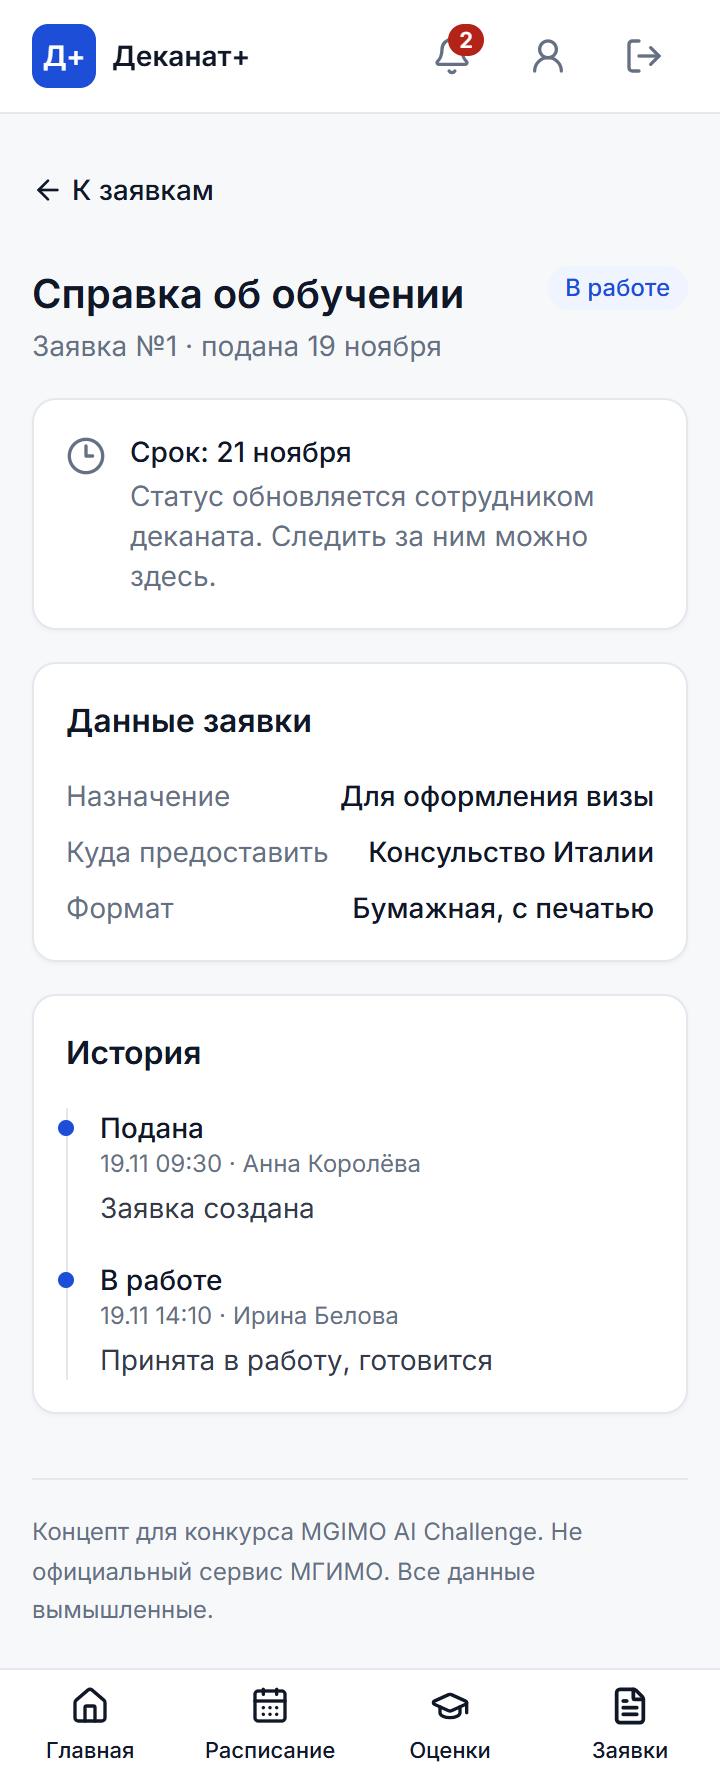 Д+ Деканат+ 2
К заявкам
Справка об обучении В работе
Заявка №1 · подана 19 ноября
Срок: 21 ноября
Статус обновляется сотрудником
деканата. Следить за ним можно
здесь.
Данные заявки
Назначение Для оформления визы
Куда предоставить Консульство Италии
Формат Бумажная, с печатью
История
Подана
19.11 09:30 · Анна Королёва
Заявка создана
В работе
19.11 14:10 · Ирина Белова
Принята в работу, готовится
Концепт для конкурса MGIMO AI Challenge. Не
официальный сервис МГИМО. Все данные
вымышленные.
Главная Расписание Оценки Заявки